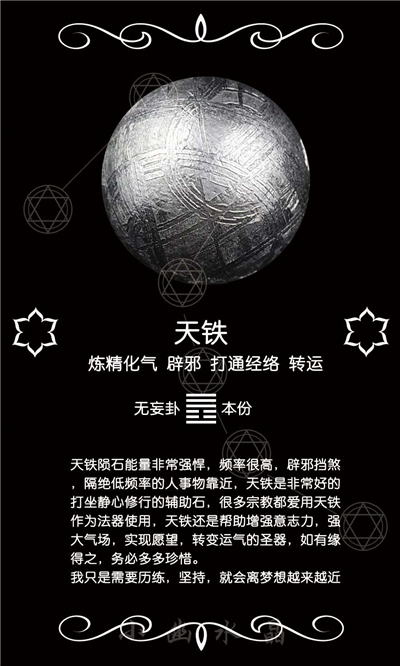 天铁
炼精化气 辟邪 打通经络 转运
无妄卦 本份
天铁陨石能量非常强悍，频率很高，辟邪挡煞
，隔绝低频率的人事物靠近，天铁是非常好的
打坐静心修行的辅助石，很多宗教都爱用天铁
作为法器使用，天铁还是帮助增强意志力，强
大气场，实现愿望，转变运气的圣器，如有缘
得之，务必多多珍惜。
我只是需要历练，坚持，就会离梦想越来越近